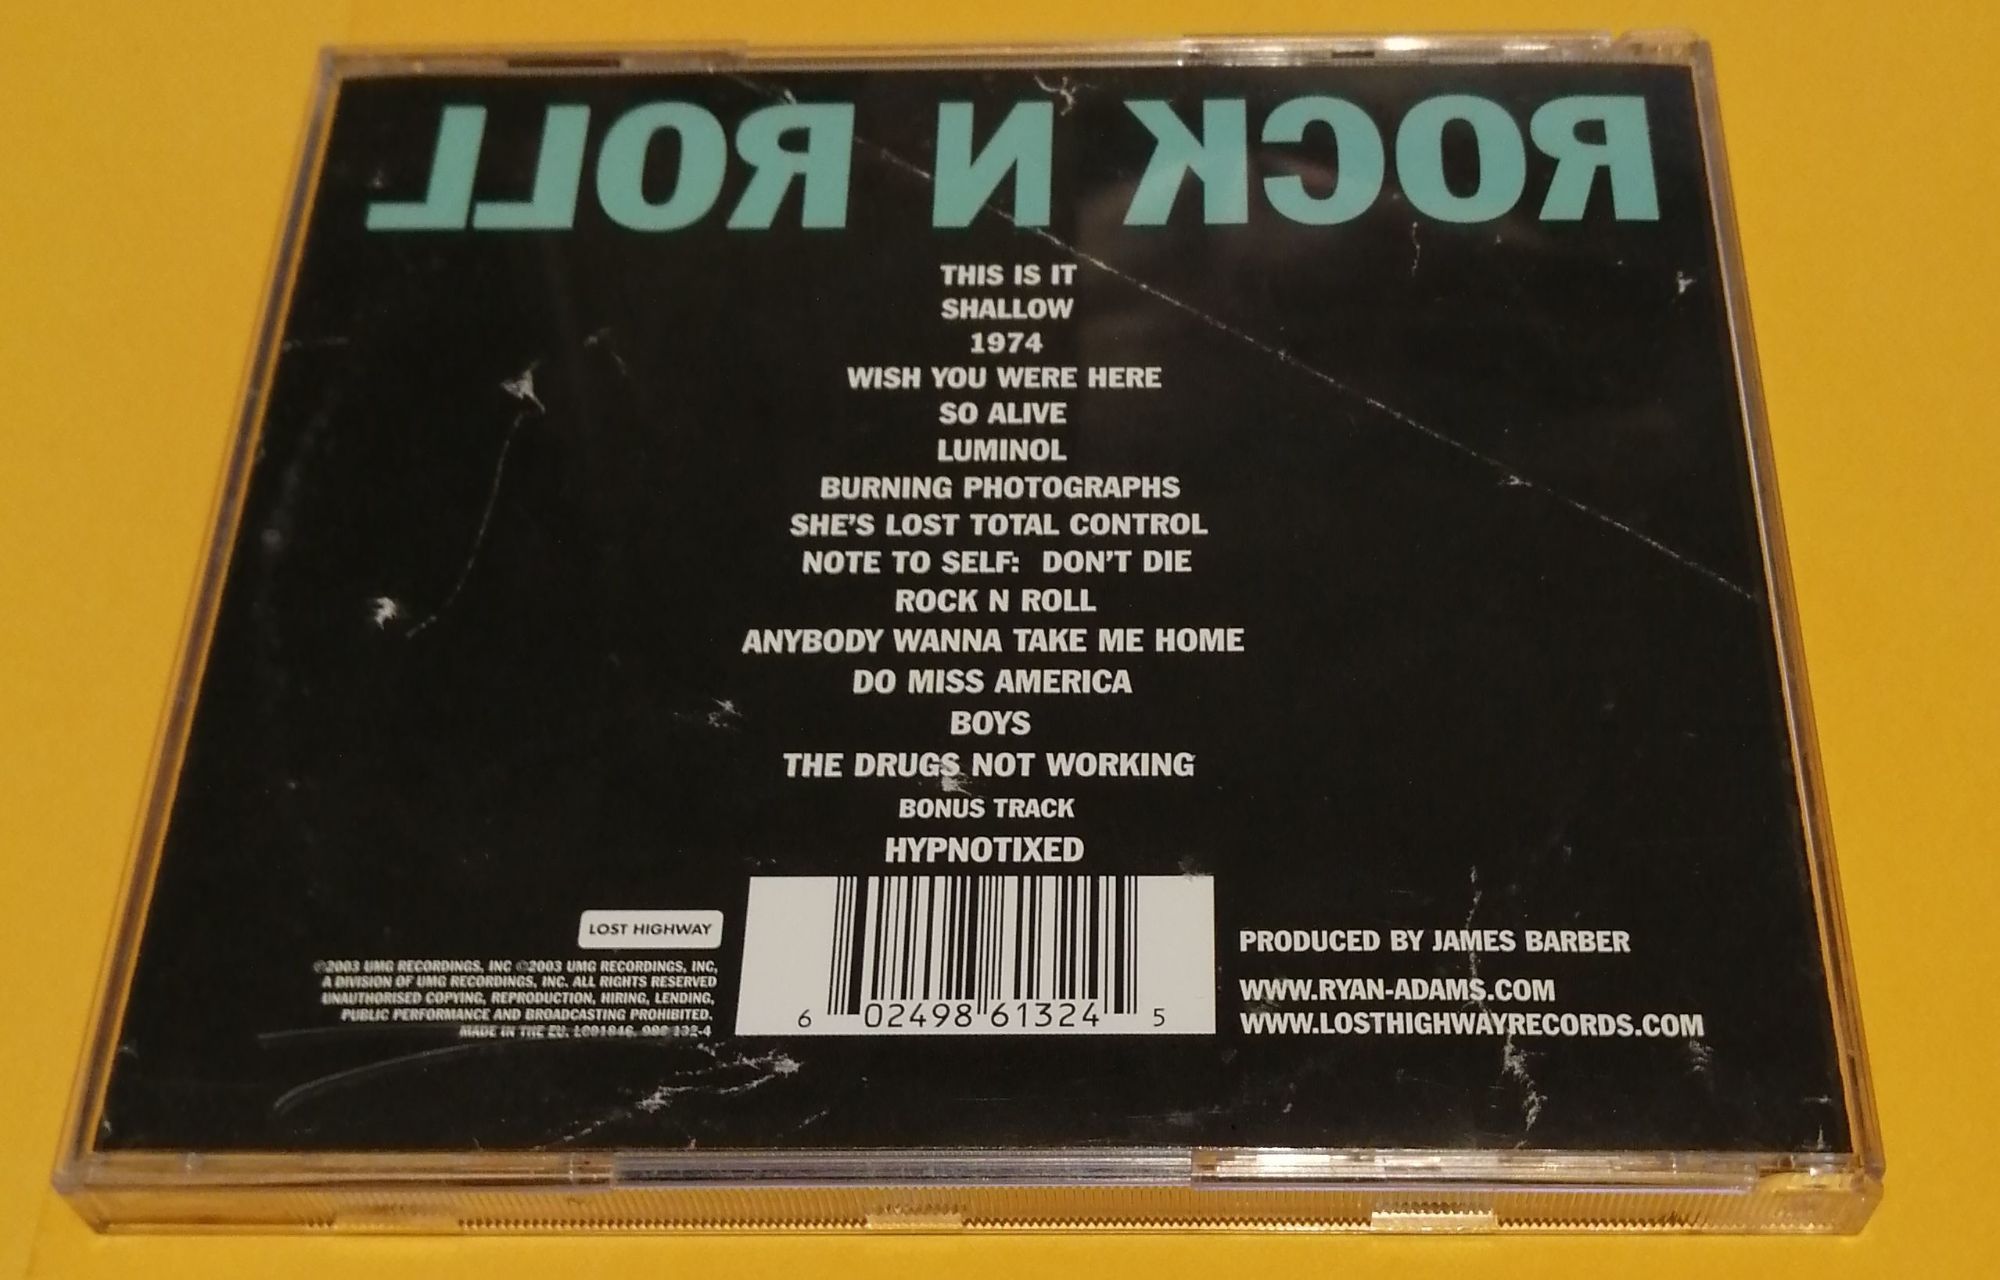 ROCK N ROLL
THIS IS IT
SHALLOW
1974
WISH YOU WERE HERE
SO ALIVE
LUMINOL
BURNING PHOTOGRAPHS
SHE'S LOST TOTAL CONTROL
NOTE TO SELF: DON'T DIE
ROCK N ROLL
ANYBODY WANNA TAKE ME HOME
DO MISS AMERICA
BOYS
THE DRUGS NOT WORKING
BONUS TRACK
HYPNOTIXED
LOST HIGHWAY
℗2003 UMG RECORDINGS, INC ©2003 UMG RECORDINGS, INC,
A DIVISION OF UMG RECORDINGS, INC. ALL RIGHTS RESERVED
UNAUTHORISED COPYING, REPRODUCTION, HIRING, LENDING,
PUBLIC PERFORMANCE AND BROADCASTING PROHIBITED.
MADE IN THE EU. LC01846. 132-4
6 02498 61324 5
PRODUCED BY JAMES BARBER
WWW.RYAN-ADAMS.COM
WWW.LOSTHIGHWAYRECORDS.COM